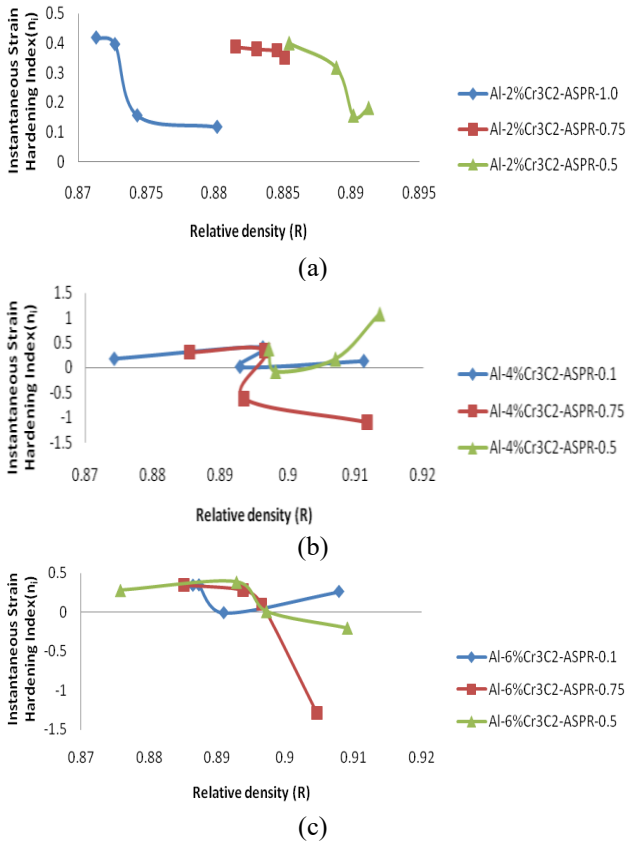 Instantaneous Strain
Hardening Index(ni)
0.5
0.4
0.3
0.2
0.1
0
0.87
0.875
0.88
0.885
0.89
0.895
Relative density (R)
Al-2%Cr3C2-ASPR-1.0
Al-2%Cr3C2-ASPR-0.75
Al-2%Cr3C2-ASPR-0.5
(a)
Instantaneous Strain
Hardening Index(ni)
1.5
1
0.5
0
-0.5
-1
-1.5
0.87
0.88
0.89
0.9
0.91
0.92
Relative density (R)
Al-4%Cr3C2-ASPR-0.1
Al-4%Cr3C2-ASPR-0.75
Al-4%Cr3C2-ASPR-0.5
(b)
Instantaneous Strain
Hardening Index(ni)
0.5
0
-0.5
-1
-1.5
0.87
0.88
0.89
0.9
0.91
0.92
Relative density (R)
Al-6%Cr3C2-ASPR-0.1
Al-6%Cr3C2-ASPR-0.75
Al-6%Cr3C2-ASPR-0.5
(c)